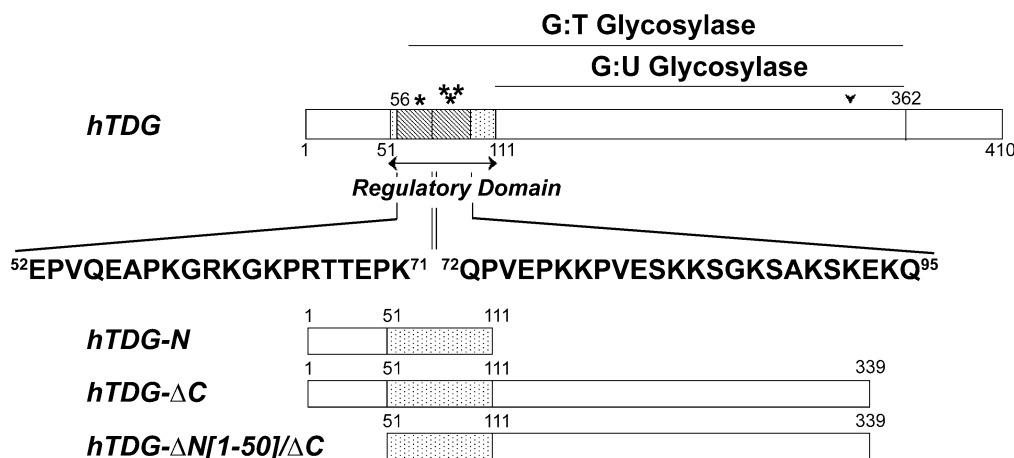 G:T Glycosylase
G:U Glycosylase
56 * *** 362
hTDG
1 51 111 410
Regulatory Domain
⁵²EPVQEAPKGRKGKPRTTEPK⁷¹ ⁷²QPVEPKKPVESKKSGKSAKSKEKQ⁹⁵
1 51 111
hTDG-N
1 51 111 339
hTDG-ΔC
51 111 339
hTDG-ΔN[1-50]/ΔC